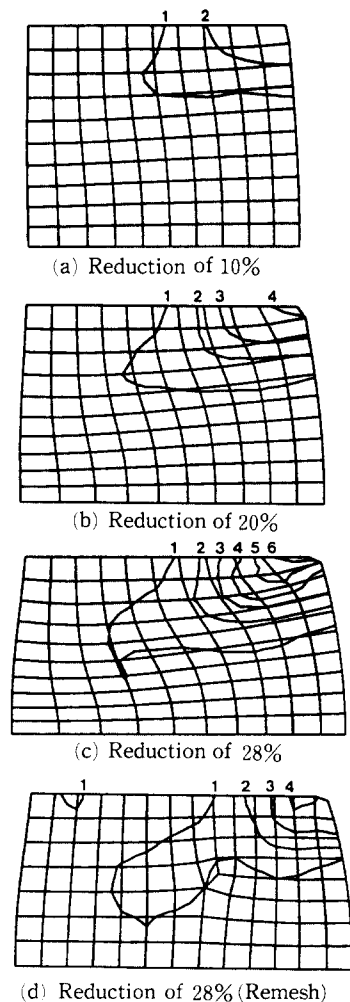 1 2
(a) Reduction of 10%
1 2 3 4
(b) Reduction of 20%
1 2 3 4 5 6
(c) Reduction of 28%
1 1 2 3 4
(d) Reduction of 28% (Remesh)